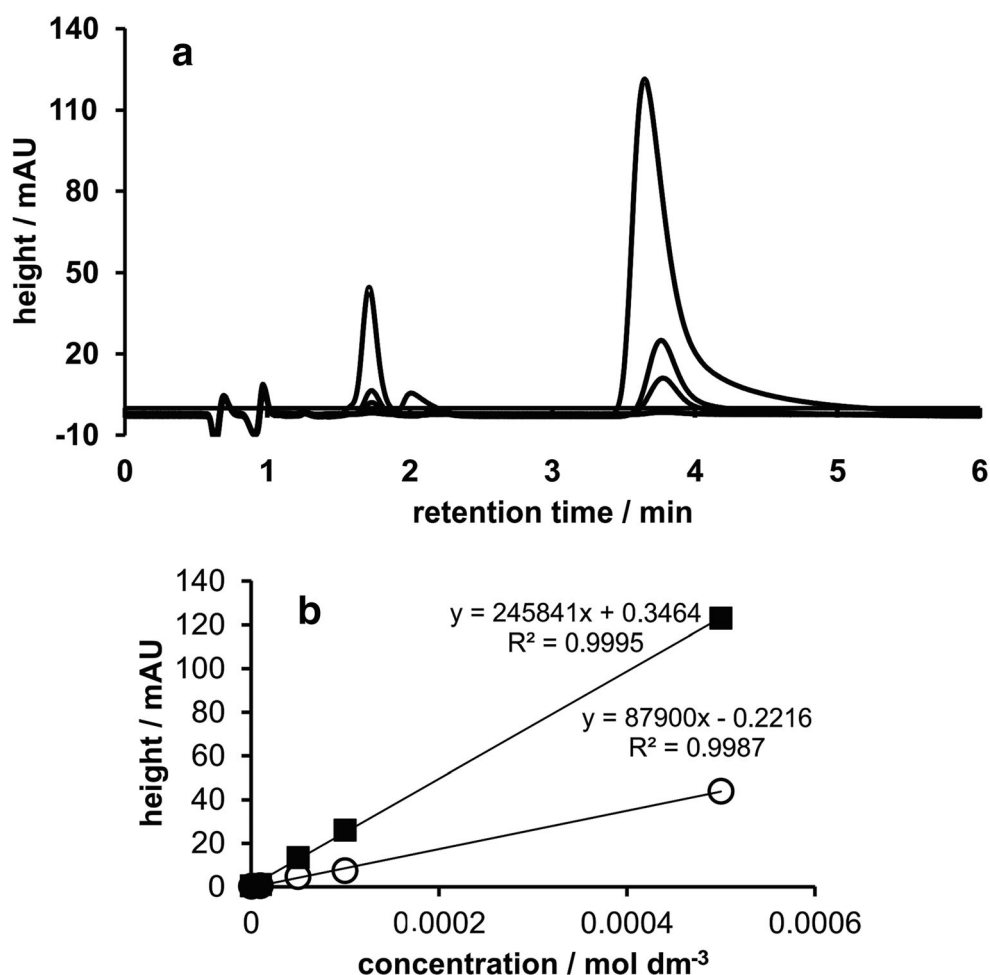 a
140
110
80
50
20
-10
height / mAU
0 1 2 3 4 5 6
retention time / min
b
140
120
100
80
60
40
20
0
height / mAU
y = 245841x + 0.3464
R² = 0.9995
y = 87900x - 0.2216
R² = 0.9987
0 0.0002 0.0004 0.0006
concentration / mol dm⁻³